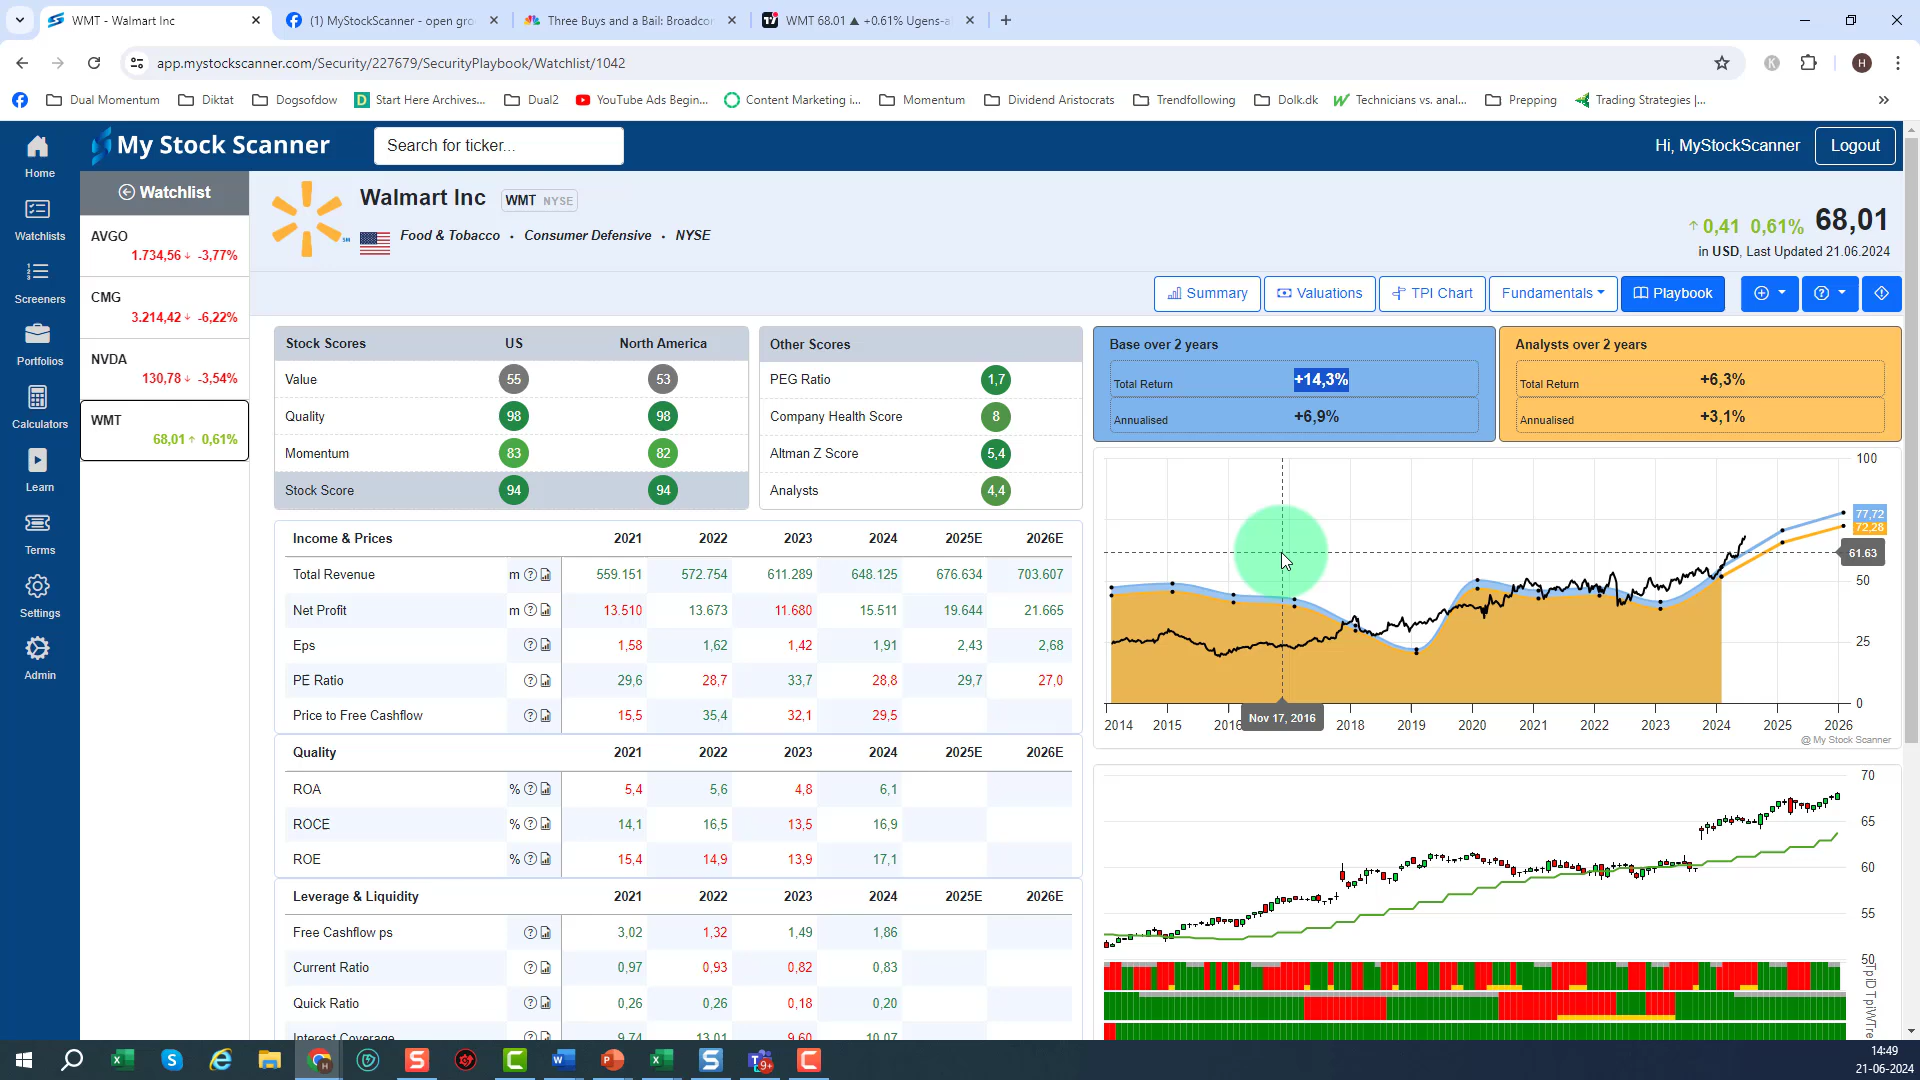 WMT - Walmart Inc
(1) MyStockScanner - open gro
Three Buys and a Bail: Broadcor
WMT 68.01 ▲ +0.61% Ugens-a
app.mystockscanner.com/Security/227679/SecurityPlaybook/Watchlist/1042
K
H
Dual Momentum
Diktat
Dogsofdow
Start Here Archives...
Dual2
YouTube Ads Begin...
Content Marketing i...
Momentum
Dividend Aristocrats
Trendfollowing
Dolk.dk
Technicians vs. anal...
Prepping
Trading Strategies |...
My Stock Scanner
Search for ticker...
Hi, MyStockScanner
Logout
Home
Watchlists
Screeners
Portfolios
Calculators
Learn
Terms
Settings
Admin
Watchlist
AVGO
1.734,56 ↓ -3,77%
CMG
3.214,42 ↓ -6,22%
NVDA
130,78 ↓ -3,54%
WMT
68,01 ↑ 0,61%
Walmart Inc
WMT NYSE
Food & Tobacco • Consumer Defensive • NYSE
↑ 0,41 0,61% 68,01
in USD, Last Updated 21.06.2024
Summary
Valuations
TPI Chart
Fundamentals
Playbook
Stock Scores US North America
Value 55 53
Quality 98 98
Momentum 83 82
Stock Score 94 94
Other Scores
PEG Ratio 1,7
Company Health Score 8
Altman Z Score 5,4
Analysts 4,4
Base over 2 years
Total Return +14,3%
Annualised +6,9%
Analysts over 2 years
Total Return +6,3%
Annualised +3,1%
Income & Prices 2021 2022 2023 2024 2025E 2026E
Total Revenue m 559.151 572.754 611.289 648.125 676.634 703.607
Net Profit m 13.510 13.673 11.680 15.511 19.644 21.665
Eps 1,58 1,62 1,42 1,91 2,43 2,68
PE Ratio 29,6 28,7 33,7 28,8 29,7 27,0
Price to Free Cashflow 15,5 35,4 32,1 29,5
Quality 2021 2022 2023 2024 2025E 2026E
ROA % 5,4 5,6 4,8 6,1
ROCE % 14,1 16,5 13,5 16,9
ROE % 15,4 14,9 13,9 17,1
Leverage & Liquidity 2021 2022 2023 2024 2025E 2026E
Free Cashflow ps 3,02 1,32 1,49 1,86
Current Ratio 0,97 0,93 0,82 0,83
Quick Ratio 0,26 0,26 0,18 0,20
Interest Coverage 9,74 13,01 9,60 10,07
100
77,72
72,28
61.63
50
25
0
Nov 17, 2016
2014 2015 2016 2018 2019 2020 2021 2022 2023 2024 2025 2026
@ My Stock Scanner
70
65
60
55
50
TpiD TpiWTre
9+
14:49
21-06-2024